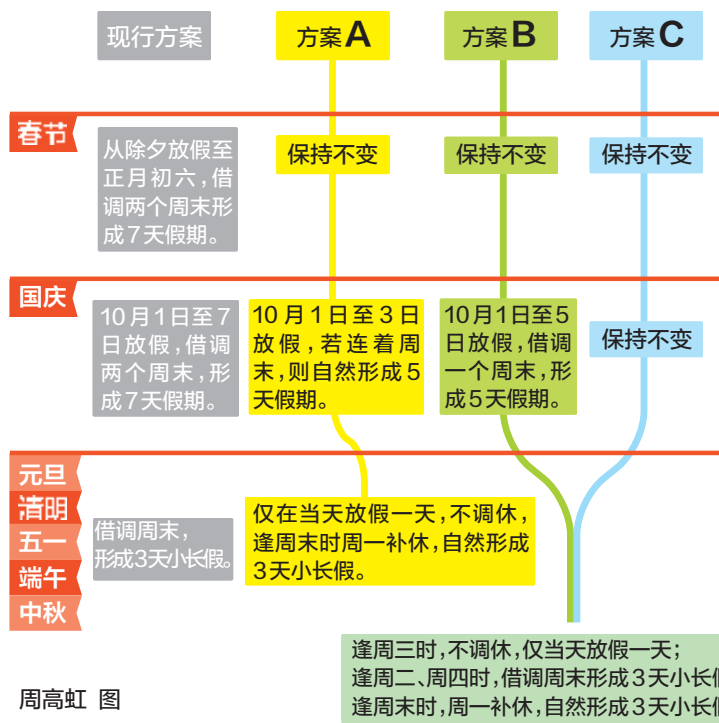 现行方案
方案A
方案B
方案C
春节
从除夕放假至
正月初六,借
调两个周末形
成7天假期。
保持不变
保持不变
保持不变
国庆
10月1日至7
日放假,借调
两个周末,形
成7天假期。
10月1日至3日
放假,若连着周
末,则自然形成5
天假期。
10月1日至5
日放假,借调
一个周末,形
成5天假期。
保持不变
元旦
清明
五一
端午
中秋
借调周末,
形成3天小长假。
仅在当天放假一天,不调休,
逢周末时周一补休,自然形成
3天小长假。
逢周三时,不调休,仅当天放假一天;
逢周二、周四时,借调周末形成3天小长假
逢周末时,周一补休,自然形成3天小长假
周高虹 图